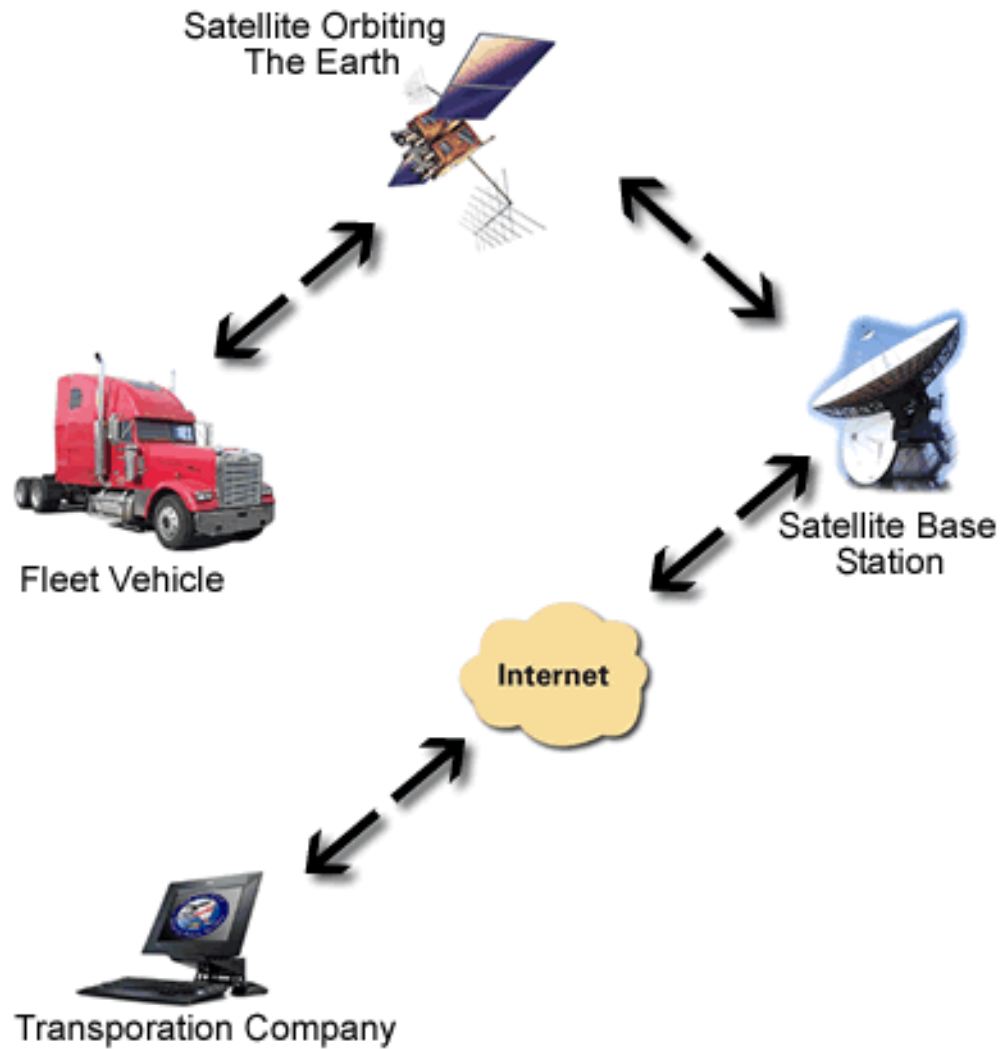 Satellite Orbiting
The Earth
Fleet Vehicle
Satellite Base
Station
Internet
Transporation Company